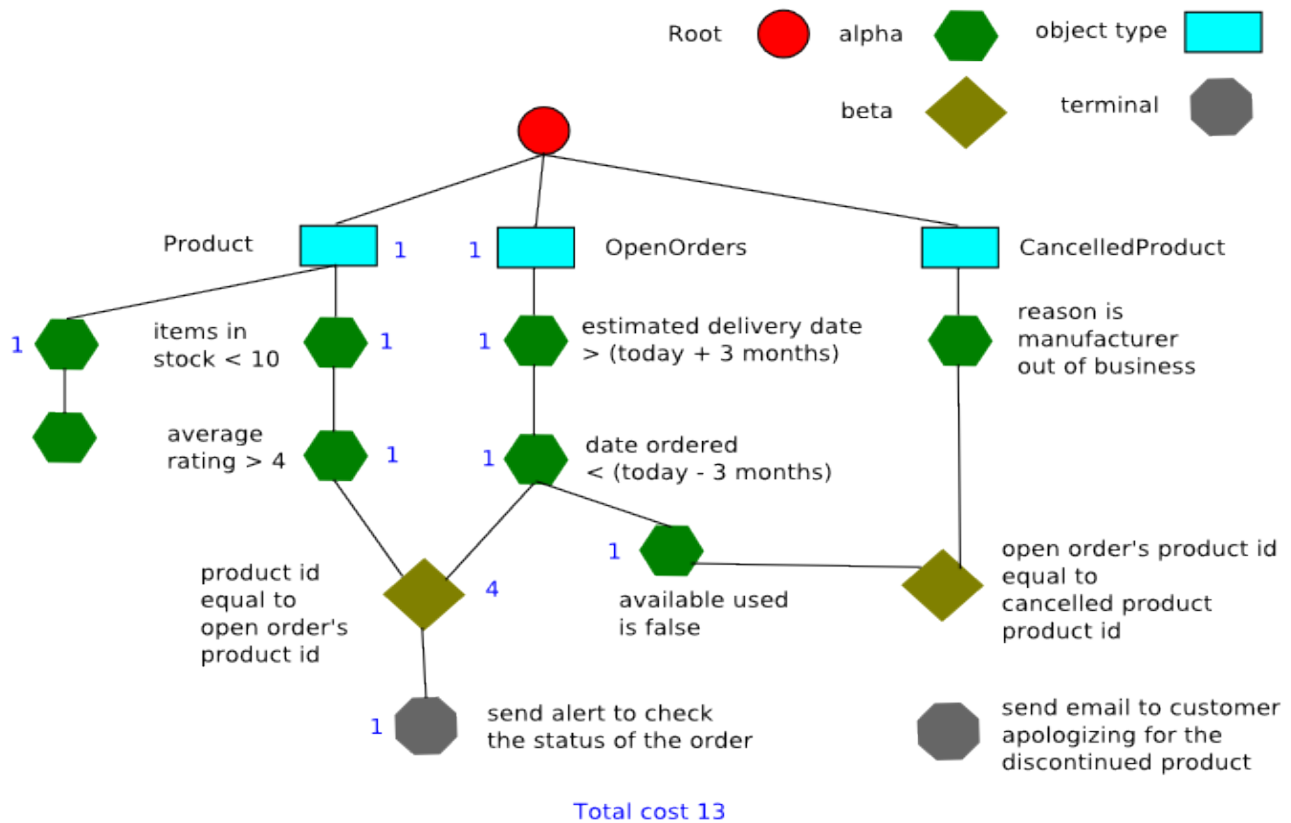 Root
alpha
object type
beta
terminal
Product
1
1
OpenOrders
CancelledProduct
1
items in
stock < 10
1
1
estimated delivery date
> (today + 3 months)
reason is
manufacturer
out of business
average
rating > 4
1
1
date ordered
< (today - 3 months)
product id
equal to
open order's
product id
4
1
available used
is false
open order's product id
equal to
cancelled product
product id
1
send alert to check
the status of the order
send email to customer
apologizing for the
discontinued product
Total cost 13